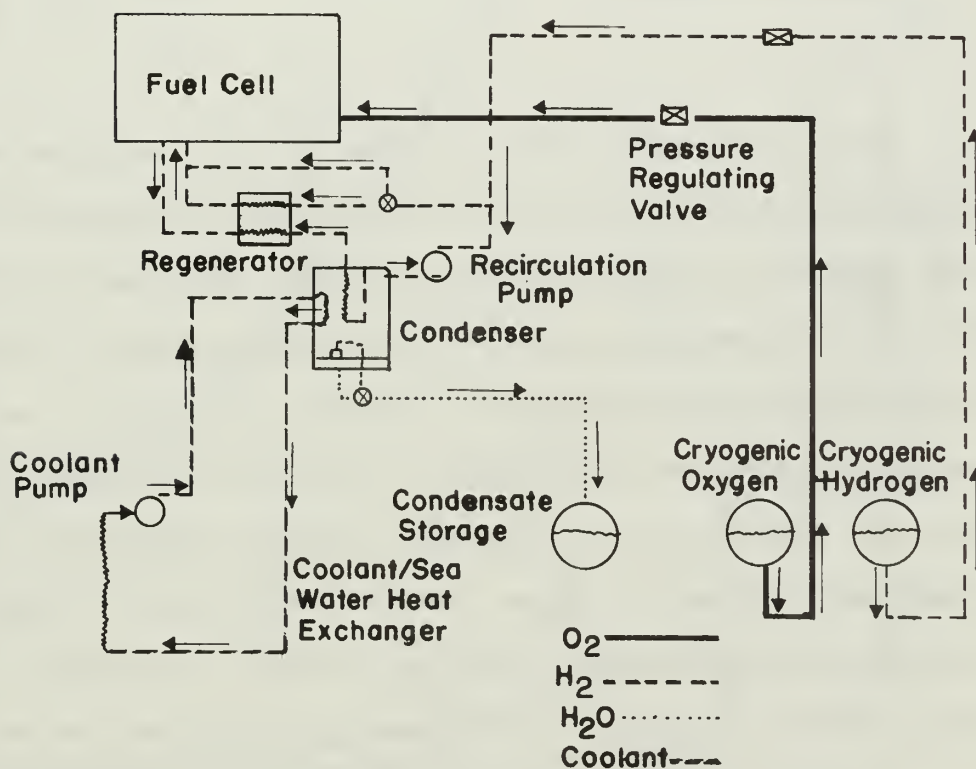 Fuel Cell
Pressure
Regulating
Valve
Regenerator
Recirculation
Pump
Condenser
Coolant
Pump
Cryogenic
Oxygen
Cryogenic
Hydrogen
Condensate
Storage
Coolant/Sea
Water Heat
Exchanger
O₂
H₂
H₂O
Coolant